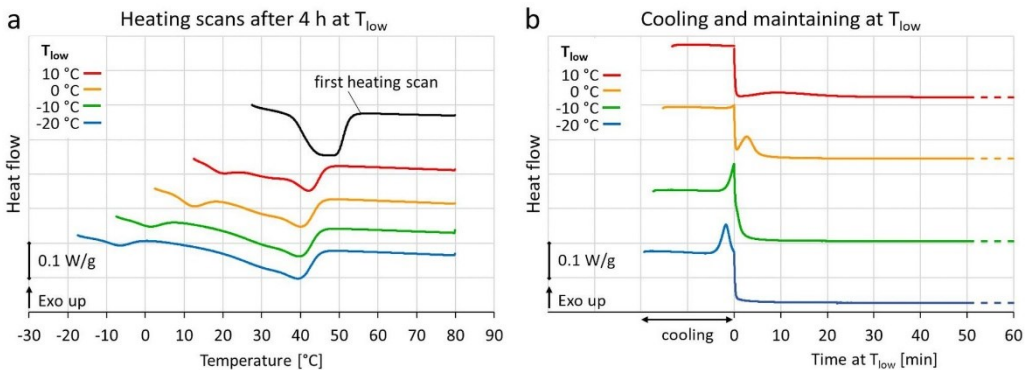 a
Heating scans after 4 h at Tlow
Tlow
10 °C
0 °C
-10 °C
-20 °C
first heating scan
Heat flow
0.1 W/g
Exo up
-30 -20 -10 0 10 20 30 40 50 60 70 80 90
Temperature [°C]
b
Cooling and maintaining at Tlow
Tlow
10 °C
0 °C
-10 °C
-20 °C
Heat flow
0.1 W/g
Exo up
cooling
0 10 20 30 40 50 60
Time at Tlow [min]